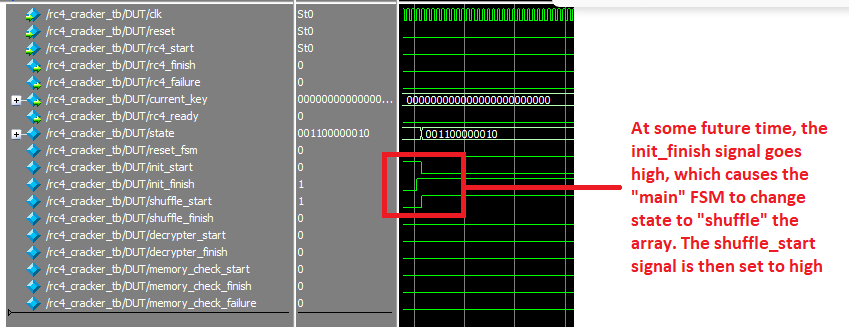 /rc4_cracker_tb/DUT/clk St0
/rc4_cracker_tb/DUT/reset St0
/rc4_cracker_tb/DUT/rc4_start St0
/rc4_cracker_tb/DUT/rc4_finish 0
/rc4_cracker_tb/DUT/rc4_failure 0
/rc4_cracker_tb/DUT/current_key 00000000000000... 000000000000000000000000
/rc4_cracker_tb/DUT/rc4_ready 0
/rc4_cracker_tb/DUT/state 001100000010 001100000010
/rc4_cracker_tb/DUT/reset_fsm 0
/rc4_cracker_tb/DUT/init_start 0
/rc4_cracker_tb/DUT/init_finish 1
/rc4_cracker_tb/DUT/shuffle_start 1
/rc4_cracker_tb/DUT/shuffle_finish 0
/rc4_cracker_tb/DUT/decrypter_start 0
/rc4_cracker_tb/DUT/decrypter_finish 0
/rc4_cracker_tb/DUT/memory_check_start 0
/rc4_cracker_tb/DUT/memory_check_finish 0
/rc4_cracker_tb/DUT/memory_check_failure 0
At some future time, the
init_finish signal goes
high, which causes the
"main" FSM to change
state to "shuffle" the
array. The shuffle_start
signal is then set to high